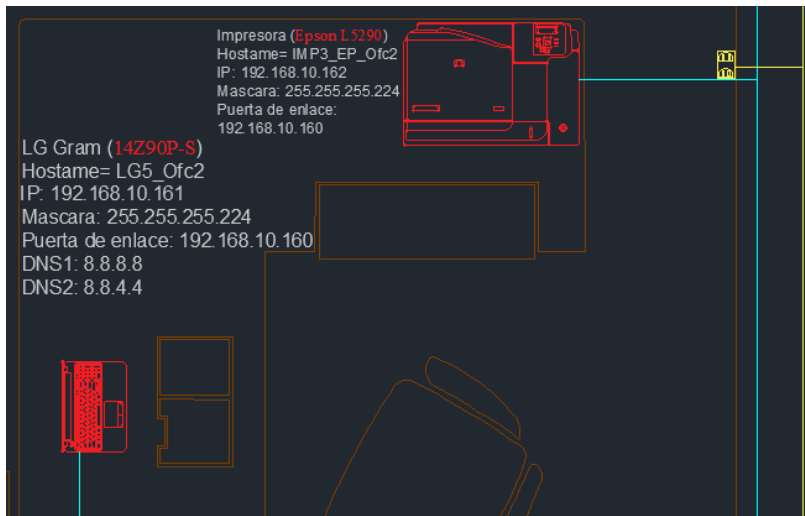 Impresora (Epson L5290)
Hostame= IMP3_EP_Ofc2
IP: 192.168.10.162
Mascara: 255.255.255.224
Puerta de enlace:
192.168.10.160
LG Gram (14Z90P-S)
Hostame= LG5_Ofc2
IP: 192.168.10.161
Mascara: 255.255.255.224
Puerta de enlace: 192.168.10.160
DNS1: 8.8.8.8
DNS2: 8.8.4.4